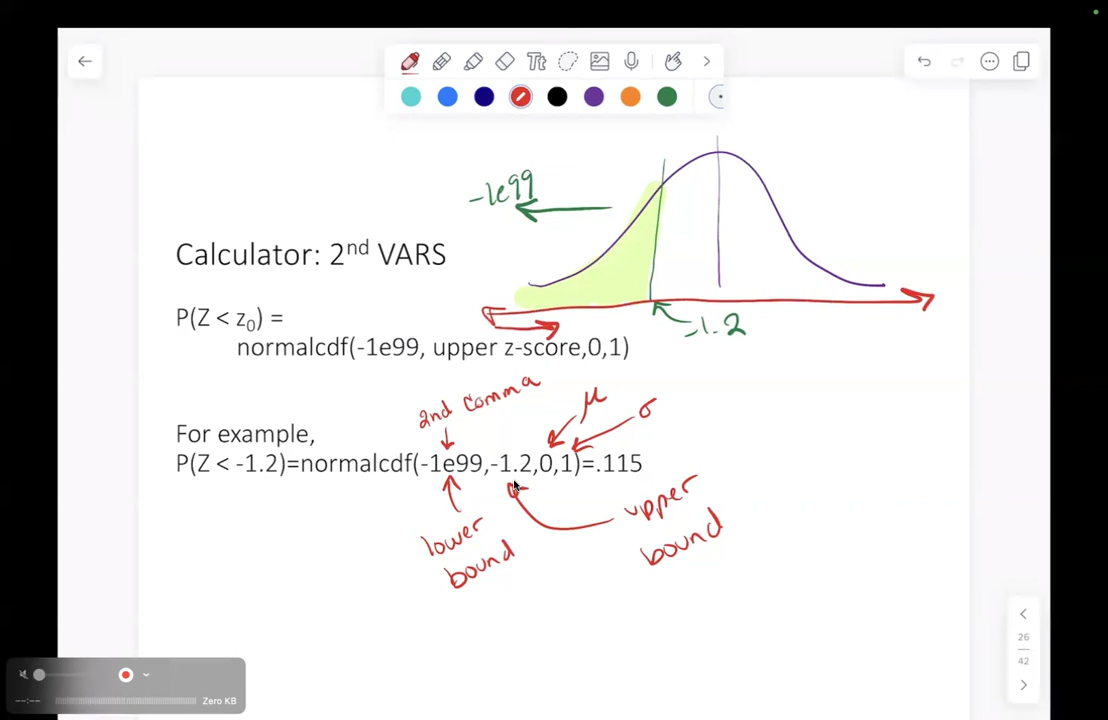 Tt
-1e99
Calculator: 2nd VARS
P(Z < z0) =
-1.2
normalcdf(-1e99, upper z-score,0,1)
2nd comma
μ
σ
For example,
P(Z < -1.2)=normalcdf(-1e99,-1.2,0,1)=.115
lower
bound
upper
bound
26
42
--:--
Zero KB